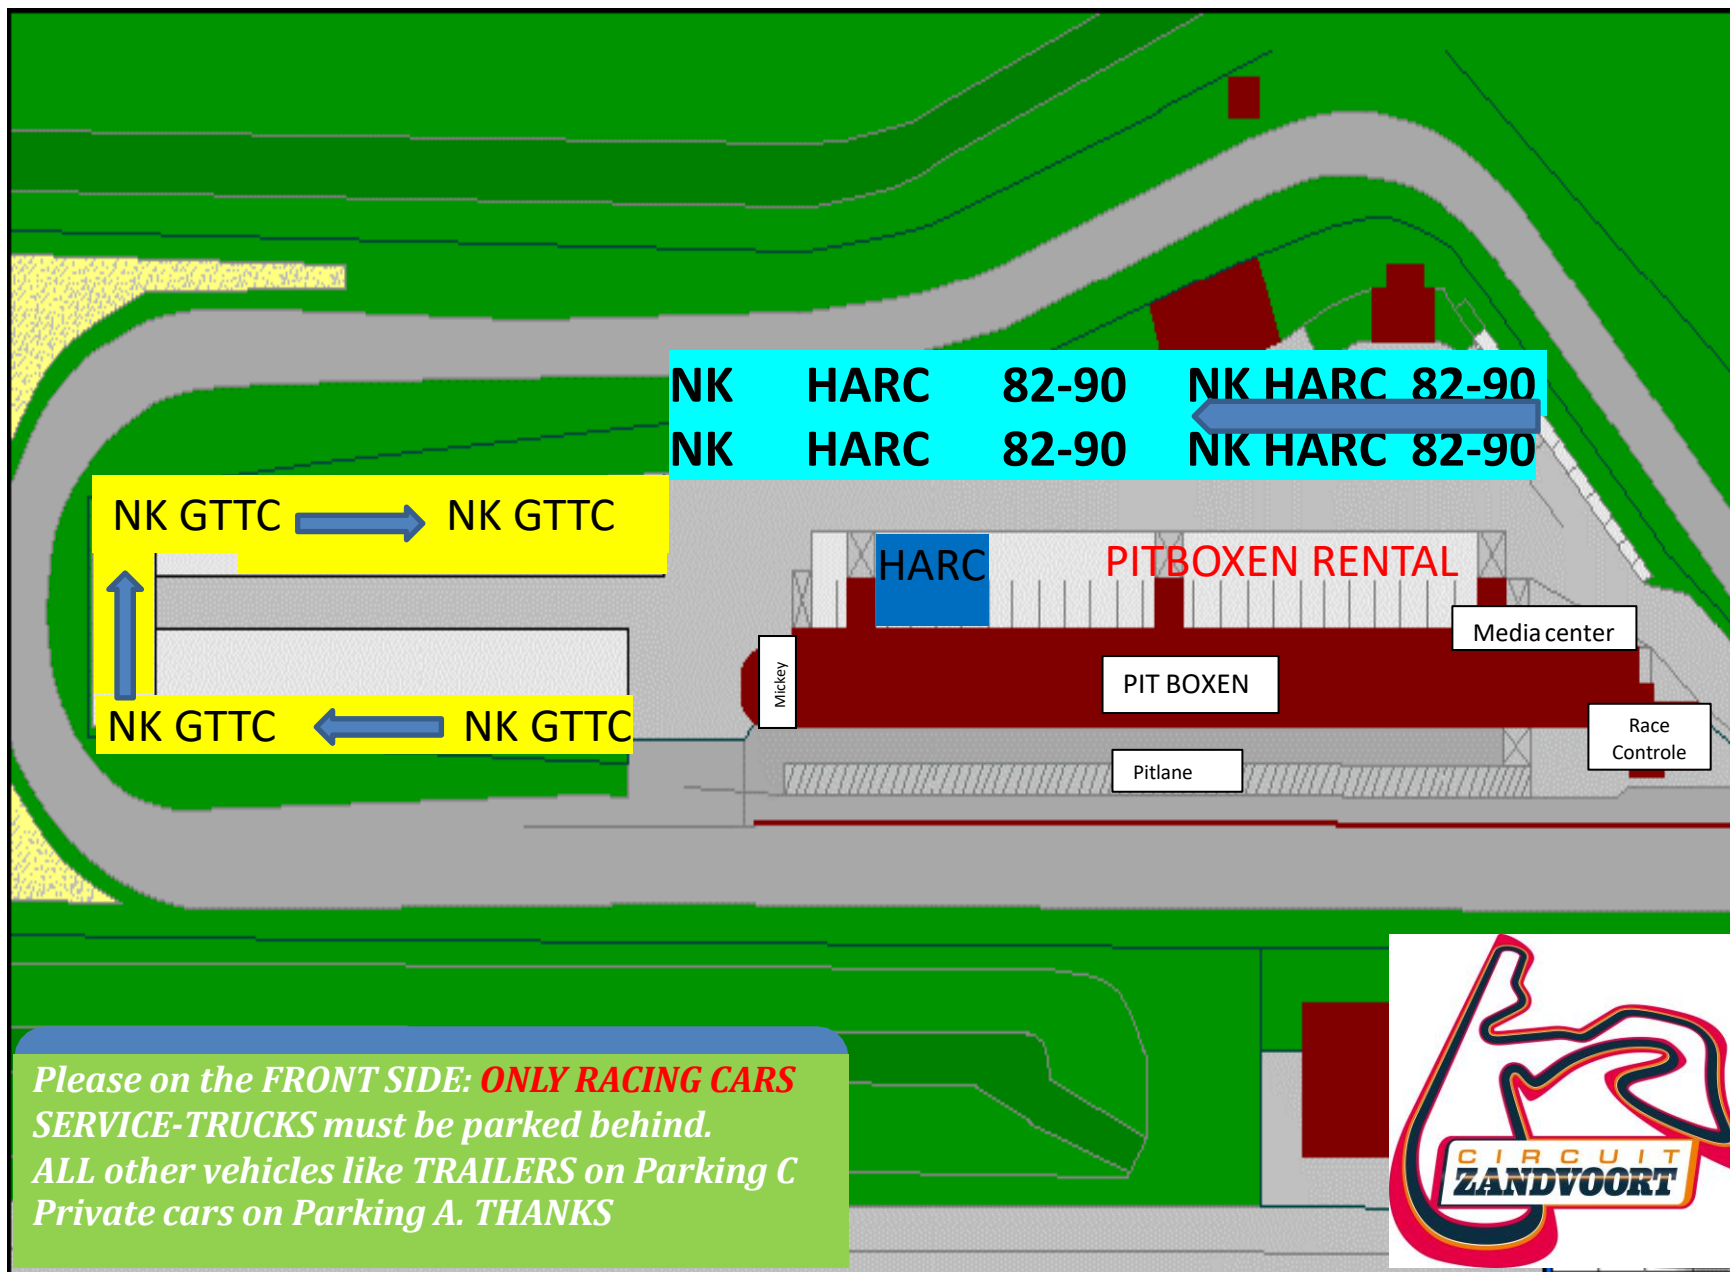 NK HARC 82-90 NK HARC 82-90
NK HARC 82-90 NK HARC 82-90
NK GTTC NK GTTC
HARC
PITBOXEN RENTAL
Media center
Mickey
PIT BOXEN
NK GTTC NK GTTC
Race
Controle
Pitlane
Please on the FRONT SIDE: ONLY RACING CARS
SERVICE-TRUCKS must be parked behind.
ALL other vehicles like TRAILERS on Parking C
Private cars on Parking A. THANKS
CIRCUIT
ZANDVOORT